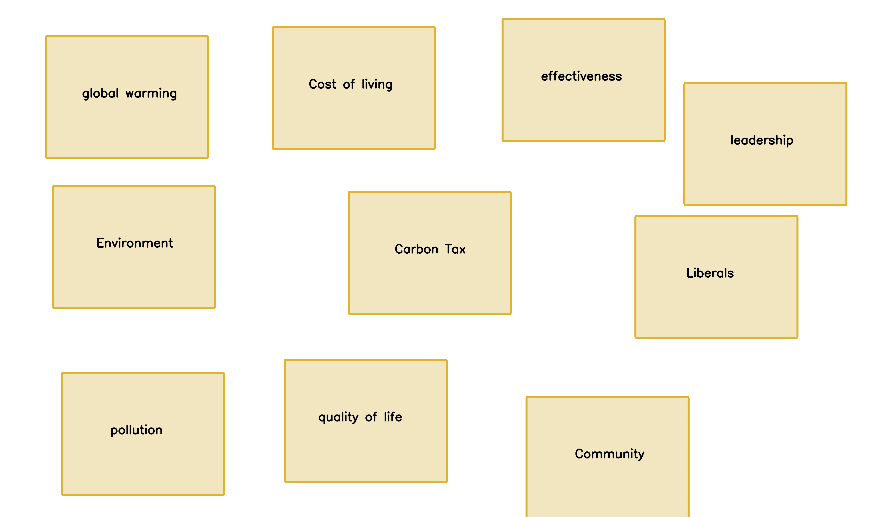 global warming
Cost of living
effectiveness
leadership
Environment
Carbon Tax
Liberals
pollution
quality of life
Community